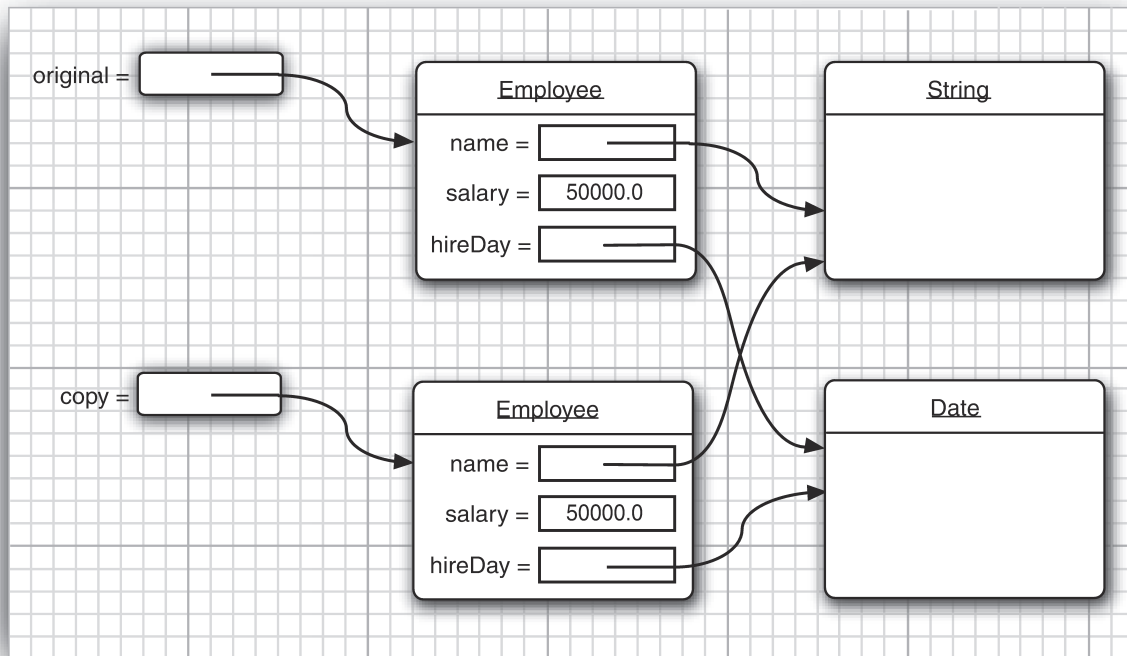 original =
Employee
name =
salary = 50000.0
hireDay =
String
copy =
Employee
name =
salary = 50000.0
hireDay =
Date